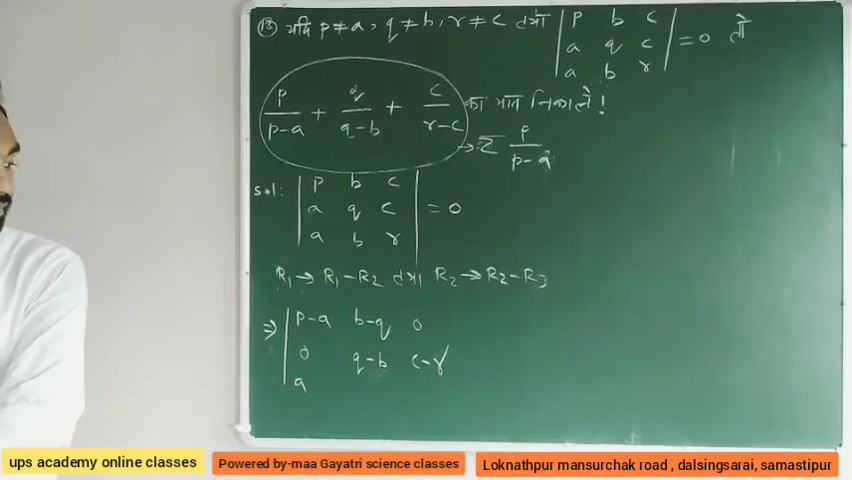 (13) यदि p≠a, q≠b, r≠c तथा | p b c | = 0 तो
| a q c |
| a b r |
p/(p-a) + q/(q-b) + c/(r-c) का मान निकाले!
→ Σ p/(p-a)
Sol: | p b c |
| a q c | = 0
| a b r |
R₁ → R₁-R₂ तथा R₂ → R₂-R₃
⇒ | p-a b-q 0
| 0 q-b c-r
| a
ups academy online classes
Powered by-maa Gayatri science classes
Loknathpur mansurchak road , dalsingsarai, samastipur